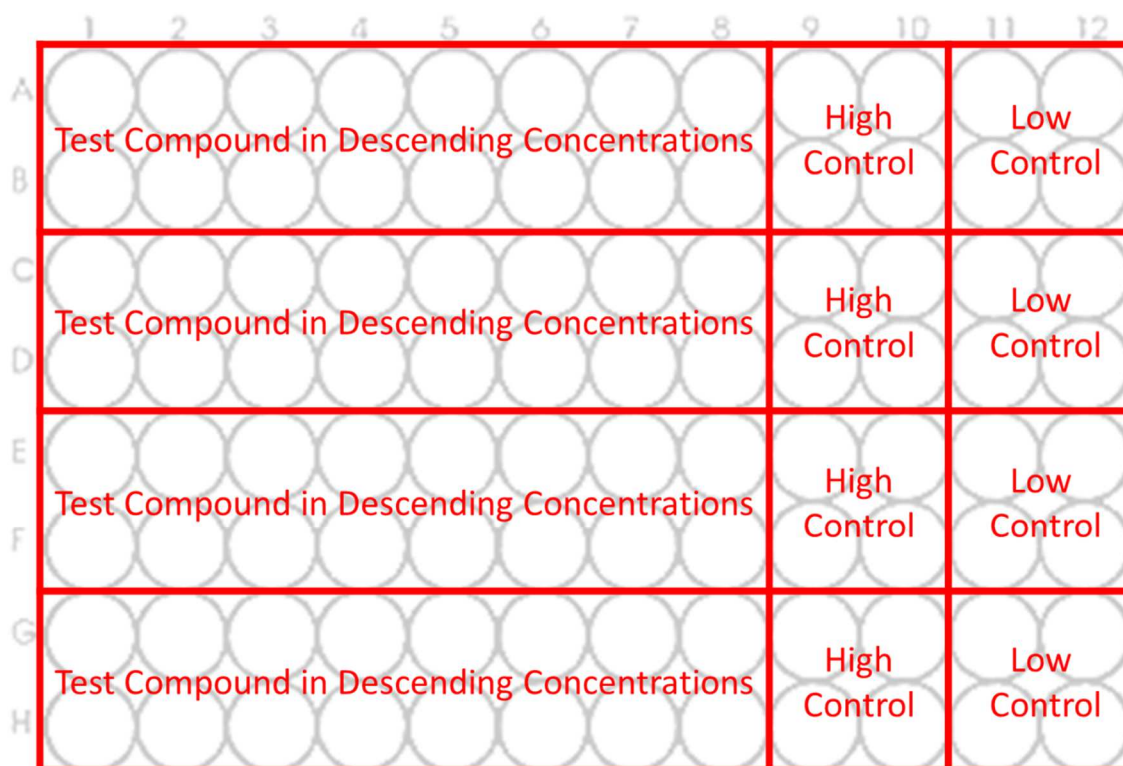 1 2 3 4 5 6 7 8 9 10 11 12
A
Test Compound in Descending Concentrations
High
Control
Low
Control
B
C
Test Compound in Descending Concentrations
High
Control
Low
Control
D
E
Test Compound in Descending Concentrations
High
Control
Low
Control
F
G
Test Compound in Descending Concentrations
High
Control
Low
Control
H